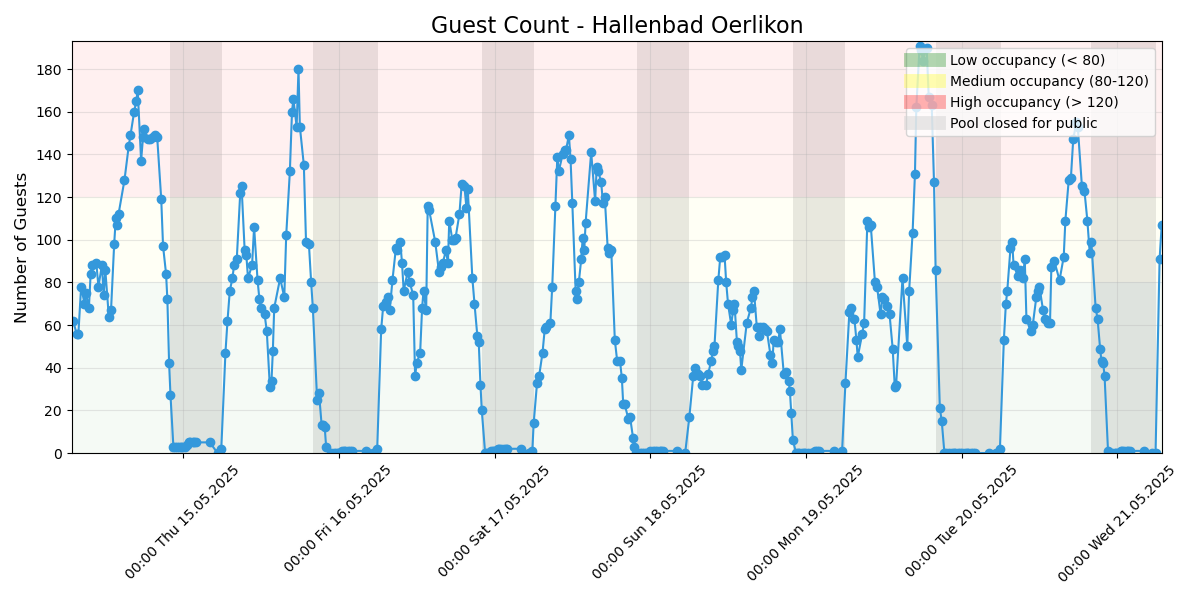 Guest Count - Hallenbad Oerlikon
Low occupancy (< 80)
Medium occupancy (80-120)
High occupancy (> 120)
Pool closed for public
Number of Guests
180
160
140
120
100
80
60
40
20
0
00:00 Thu 15.05.2025
00:00 Fri 16.05.2025
00:00 Sat 17.05.2025
00:00 Sun 18.05.2025
00:00 Mon 19.05.2025
00:00 Tue 20.05.2025
00:00 Wed 21.05.2025